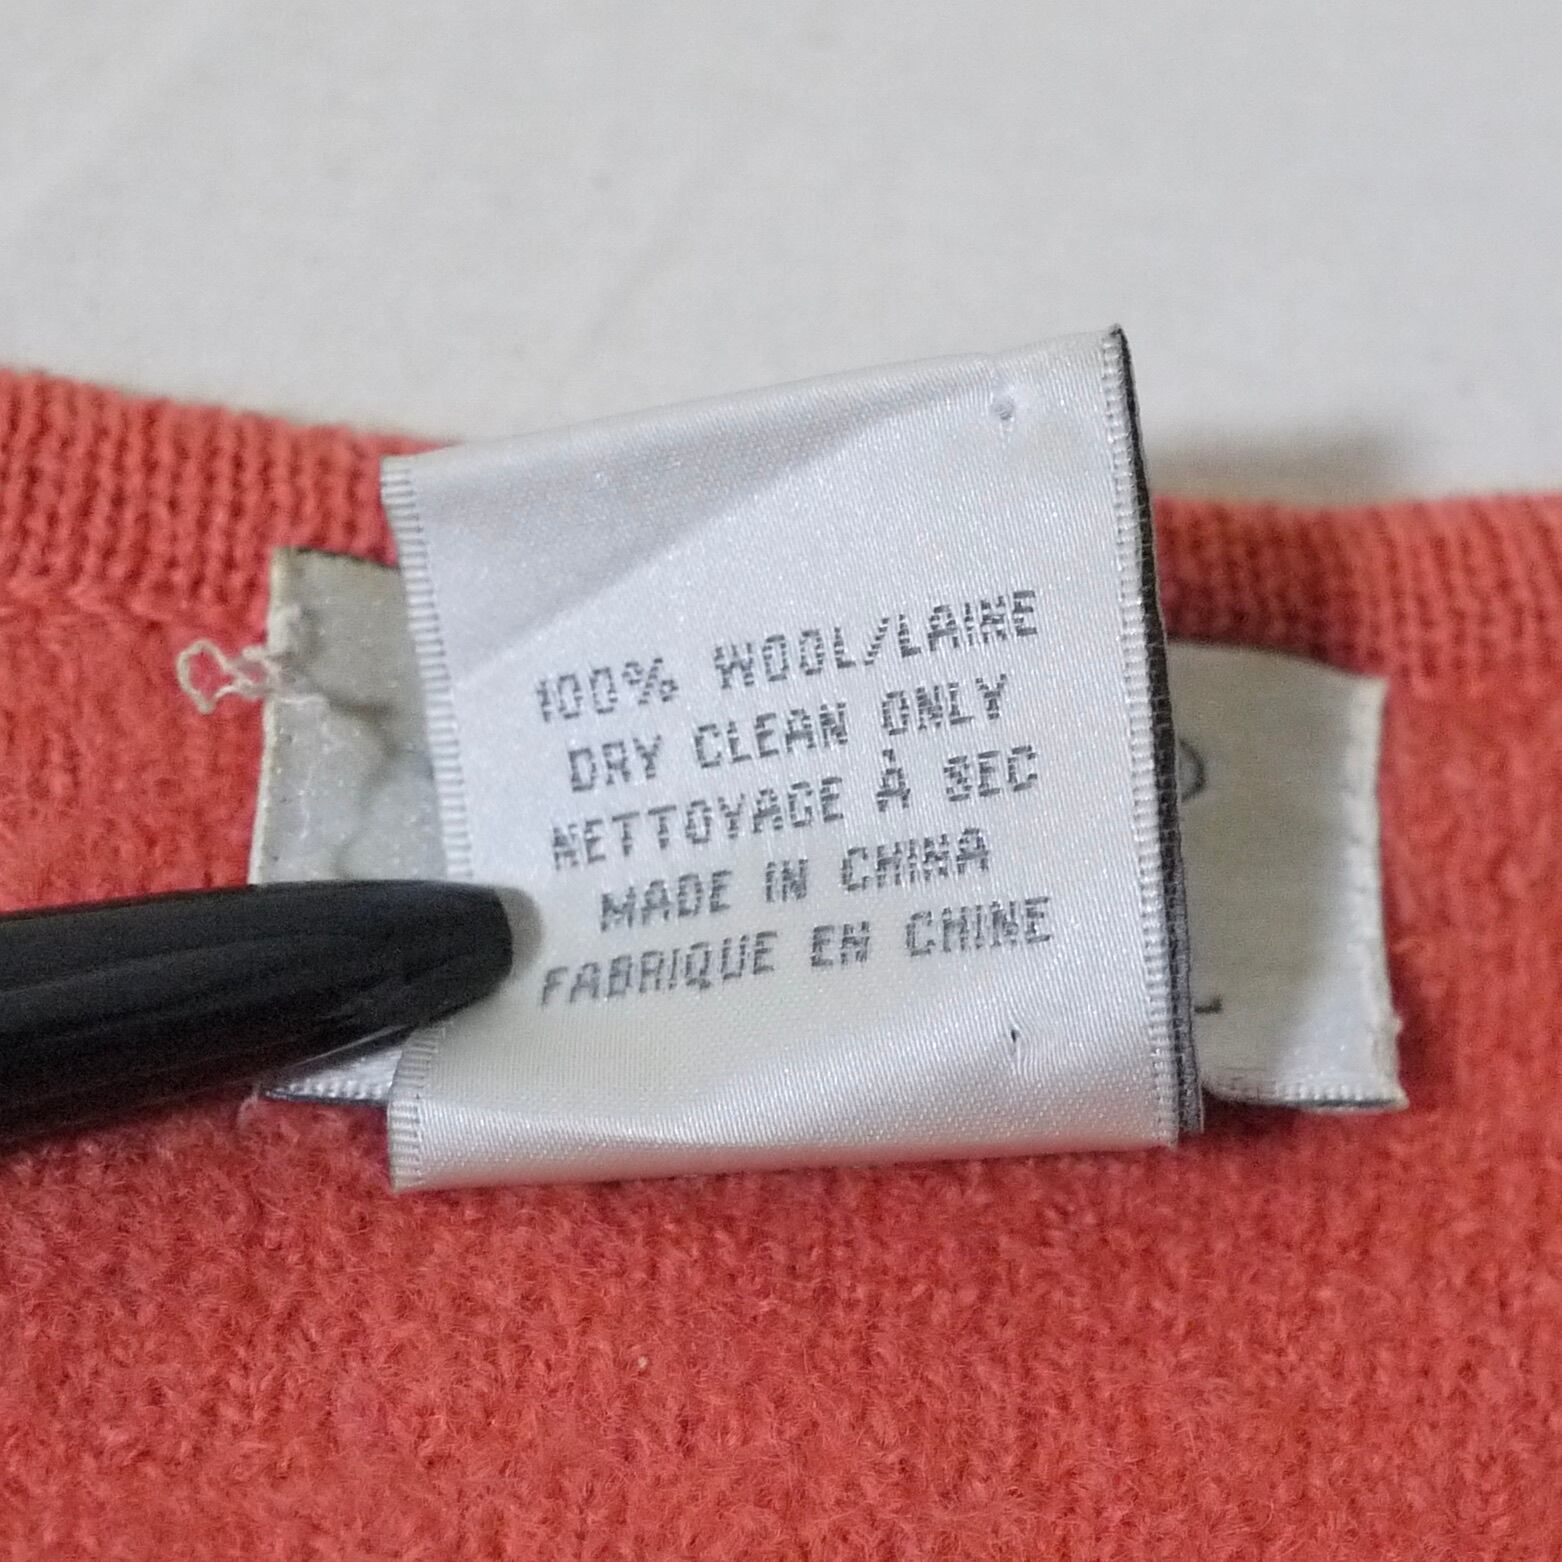 100% WOOL/LAINE
DRY CLEAN ONLY
NETTOYAGE À SEC
MADE IN CHINA
FABRIQUE EN CHINE